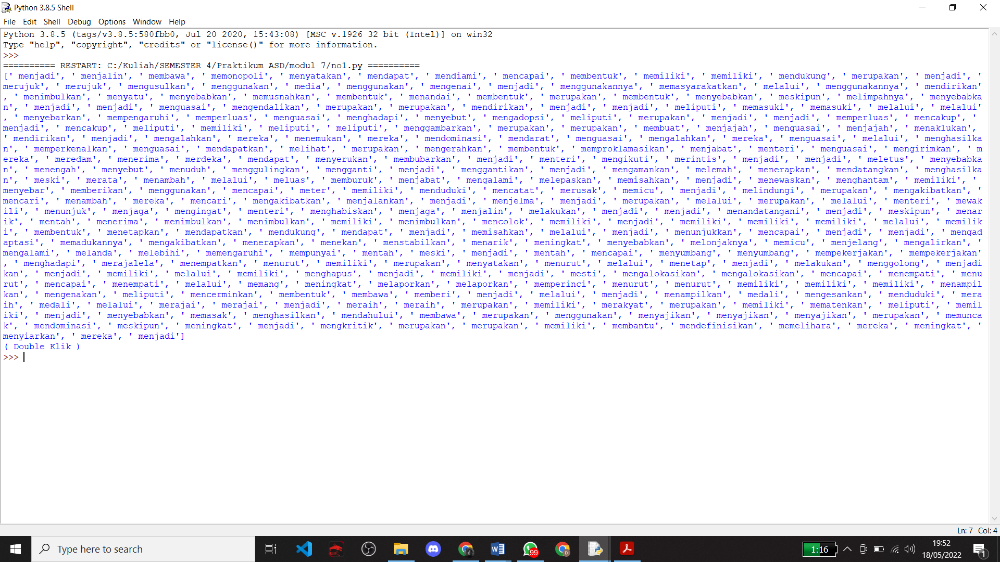 Python 3.8.5 Shell
File Edit Shell Debug Options Window Help
Python 3.8.5 (tags/v3.8.5:580fbb0, Jul 20 2020, 15:43:08) [MSC v.1926 32 bit (Intel)] on win32
Type "help", "copyright", "credits" or "license()" for more information.
>>>
========== RESTART: C:/Kuliah/SEMESTER 4/Praktikum ASD/modul 7/no1.py ==========
[' menjadi', ' menjalin', ' membawa', ' memonopoli', ' menyatakan', ' mendapat', ' mendiami', ' mencapai', ' membentuk', ' memiliki', ' memiliki', ' mendukung', ' merupakan', ' menjadi', '
merujuk', ' merujuk', ' mengusulkan', ' menggunakan', ' media', ' menggunakan', ' mengenai', ' menjadi', ' menggunakannya', ' memasyarakatkan', ' melalui', ' menggunakannya', ' mendirikan'
, ' menimbulkan', ' menyatu', ' menyebabkan', ' memusnahkan', ' membentuk', ' menandai', ' membentuk', ' merupakan', ' membentuk', ' menyebabkan', ' meskipun', ' melimpahnya', ' menyebabka
n', ' menjadi', ' menjadi', ' menguasai', ' mengendalikan', ' merupakan', ' merupakan', ' mendirikan', ' menjadi', ' menjadi', ' meliputi', ' memasuki', ' memasuki', ' melalui', ' melalui'
, ' menyebarkan', ' mempengaruhi', ' memperluas', ' menguasai', ' menghadapi', ' menyebut', ' mengadopsi', ' meliputi', ' merupakan', ' menjadi', ' menjadi', ' memperluas', ' mencakup', '
menjadi', ' mencakup', ' meliputi', ' memiliki', ' meliputi', ' meliputi', ' menggambarkan', ' merupakan', ' merupakan', ' membuat', ' menjajah', ' menguasai', ' menjajah', ' menaklukan',
' mendirikan', ' menjadi', ' mengalahkan', ' mereka', ' menemukan', ' mereka', ' mendominasi', ' mendarat', ' menguasai', ' mengalahkan', ' mereka', ' menguasai', ' melalui', ' menghasilka
n', ' memperkenalkan', ' menguasai', ' mendapatkan', ' melihat', ' merupakan', ' mengerahkan', ' membentuk', ' memproklamasikan', ' menjabat', ' menteri', ' menguasai', ' mengirimkan', ' m
ereka', ' meredam', ' menerima', ' merdeka', ' mendapat', ' menyerukan', ' membubarkan', ' menjadi', ' menteri', ' mengikuti', ' merintis', ' menjadi', ' menjadi', ' meletus', ' menyebabka
n', ' menengah', ' menyebut', ' menuduh', ' menggulingkan', ' mengganti', ' menjadi', ' menggantikan', ' menjadi', ' mengamankan', ' melemah', ' menerapkan', ' mendatangkan', ' menghasilka
n', ' meski', ' merata', ' menambah', ' melalui', ' meluas', ' memburuk', ' menjabat', ' mengalami', ' melepaskan', ' memisahkan', ' menjadi', ' menewaskan', ' menghantam', ' memiliki', '
menyebar', ' memberikan', ' menggunakan', ' mencapai', ' meter', ' memiliki', ' menduduki', ' mencatat', ' merusak', ' memicu', ' menjadi', ' melindungi', ' merupakan', ' mengakibatkan', '
mencari', ' menambah', ' mereka', ' mencari', ' mengakibatkan', ' menjalankan', ' menjadi', ' menjelma', ' menjadi', ' merupakan', ' melalui', ' merupakan', ' melalui', ' menteri', ' mewak
ili', ' menunjuk', ' menjaga', ' mengingat', ' menteri', ' menghabiskan', ' menjaga', ' menjalin', ' melakukan', ' menjadi', ' menjadi', ' menandatangani', ' menjadi', ' meskipun', ' menar
ik', ' mentah', ' menerima', ' menimbulkan', ' menimbulkan', ' memiliki', ' menimbulkan', ' mencolok', ' memiliki', ' menjadi', ' memiliki', ' memiliki', ' memiliki', ' melalui', ' memilik
i', ' membentuk', ' menetapkan', ' mendapatkan', ' mendukung', ' mendapat', ' menjadi', ' memisahkan', ' melalui', ' menjadi', ' menunjukkan', ' mencapai', ' menjadi', ' menjadi', ' mengad
aptasi', ' memadukannya', ' mengakibatkan', ' menerapkan', ' menekan', ' menstabilkan', ' menarik', ' meningkat', ' menyebabkan', ' melonjaknya', ' memicu', ' menjelang', ' mengalirkan', '
mengalami', ' melanda', ' melebihi', ' memengaruhi', ' mempunyai', ' mentah', ' meski', ' menjadi', ' mentah', ' mencapai', ' menyumbang', ' menyumbang', ' mempekerjakan', ' mempekerjakan'
, ' menghadapi', ' merajalela', ' menempatkan', ' menurut', ' memiliki', ' merupakan', ' menyatakan', ' menurut', ' melalui', ' menetap', ' menjadi', ' melakukan', ' menggolong', ' menjadi
kan', ' menjadi', ' memiliki', ' melalui', ' memiliki', ' menghapus', ' menjadi', ' memiliki', ' menjadi', ' mesti', ' mengalokasikan', ' mengalokasikan', ' mencapai', ' menempati', ' menu
rut', ' mencapai', ' menempati', ' melalui', ' memang', ' meningkat', ' melaporkan', ' melaporkan', ' memperinci', ' menurut', ' menurut', ' memiliki', ' memiliki', ' memiliki', ' menampil
kan', ' mengenakan', ' meliputi', ' mencerminkan', ' membentuk', ' membawa', ' memberi', ' menjadi', ' melalui', ' menjadi', ' menampilkan', ' medali', ' mengesankan', ' menduduki', ' mera
ih', ' medali', ' melalui', ' merajai', ' merajai', ' menjadi', ' meraih', ' meraih', ' merupakan', ' memiliki', ' merakyat', ' merupakan', ' memiliki', ' mematenkan', ' meliputi', ' memil
iki', ' menjadi', ' menyebabkan', ' memasak', ' menghasilkan', ' mendahului', ' membawa', ' merupakan', ' menggunakan', ' menyajikan', ' menyajikan', ' menyajikan', ' merupakan', ' memunca
k', ' mendominasi', ' meskipun', ' meningkat', ' menjadi', ' mengkritik', ' merupakan', ' merupakan', ' memiliki', ' membantu', ' mendefinisikan', ' memelihara', ' mereka', ' meningkat', '
menyiarkan', ' mereka', ' menjadi']
( Double Klik )
>>>
Ln: 7 Col: 4
Type here to search
99
1:16
19:52
18/05/2022
1